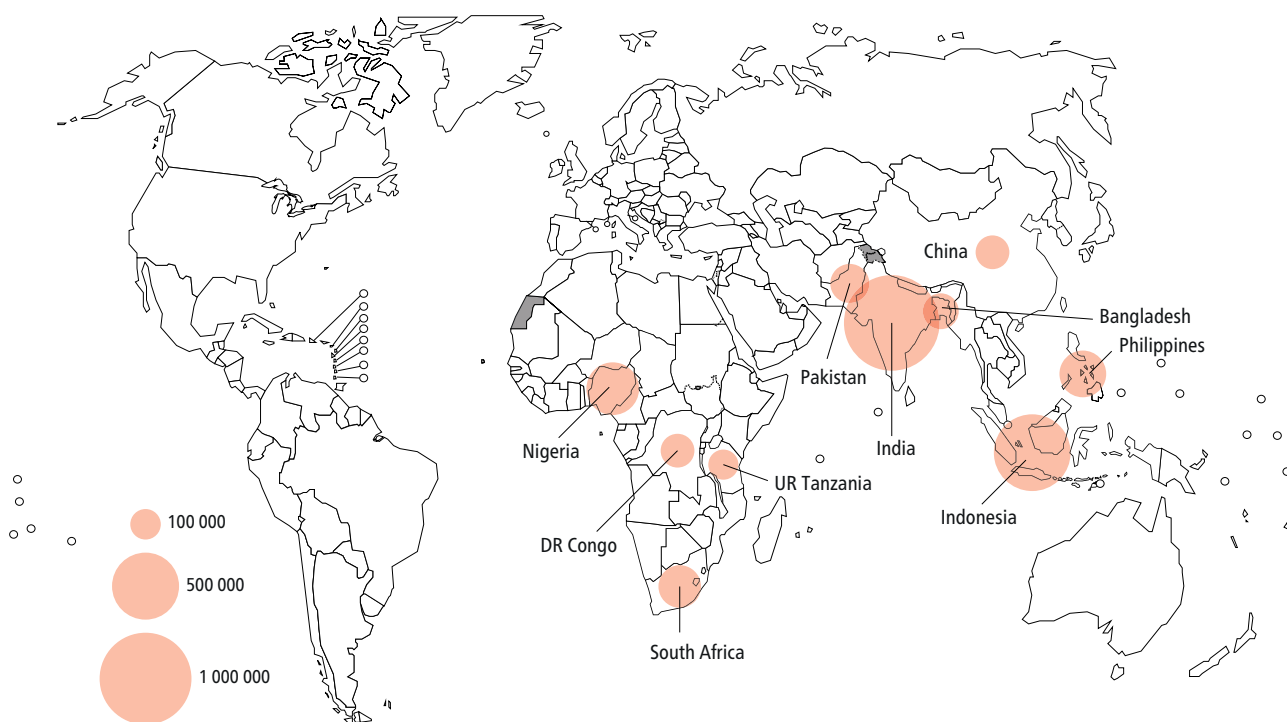 China
Bangladesh
Philippines
Pakistan
India
Nigeria
UR Tanzania
Indonesia
DR Congo
South Africa
100 000
500 000
1 000 000